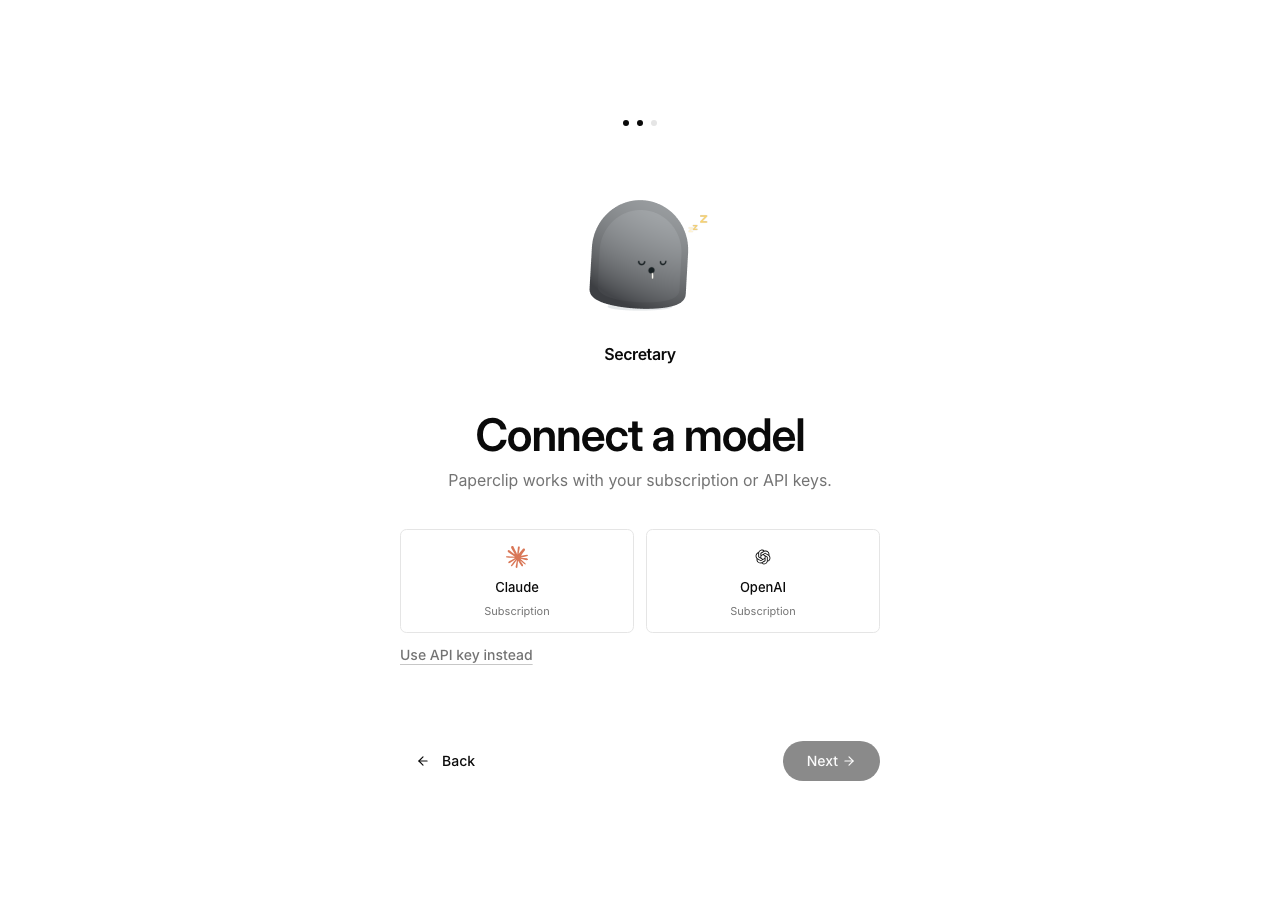 z
z
Secretary
Connect a model
Paperclip works with your subscription or API keys.
Claude
Subscription
OpenAI
Subscription
Use API key instead
Back
Next